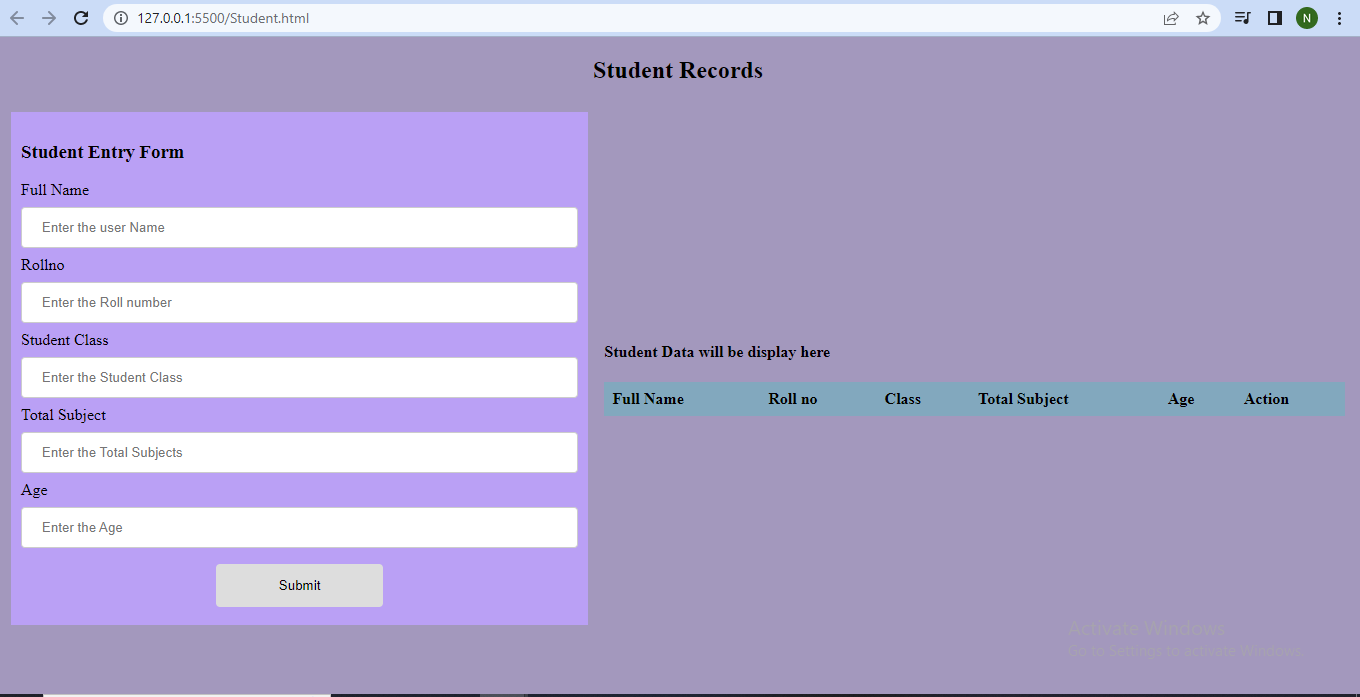 127.0.0.1:5500/Student.html
N
Student Records
Student Entry Form
Full Name
Enter the user Name
Rollno
Enter the Roll number
Student Class
Enter the Student Class
Total Subject
Enter the Total Subjects
Age
Enter the Age
Submit
Student Data will be display here
Full Name Roll no Class Total Subject Age Action
Activate Windows
Go to Settings to activate Windows.